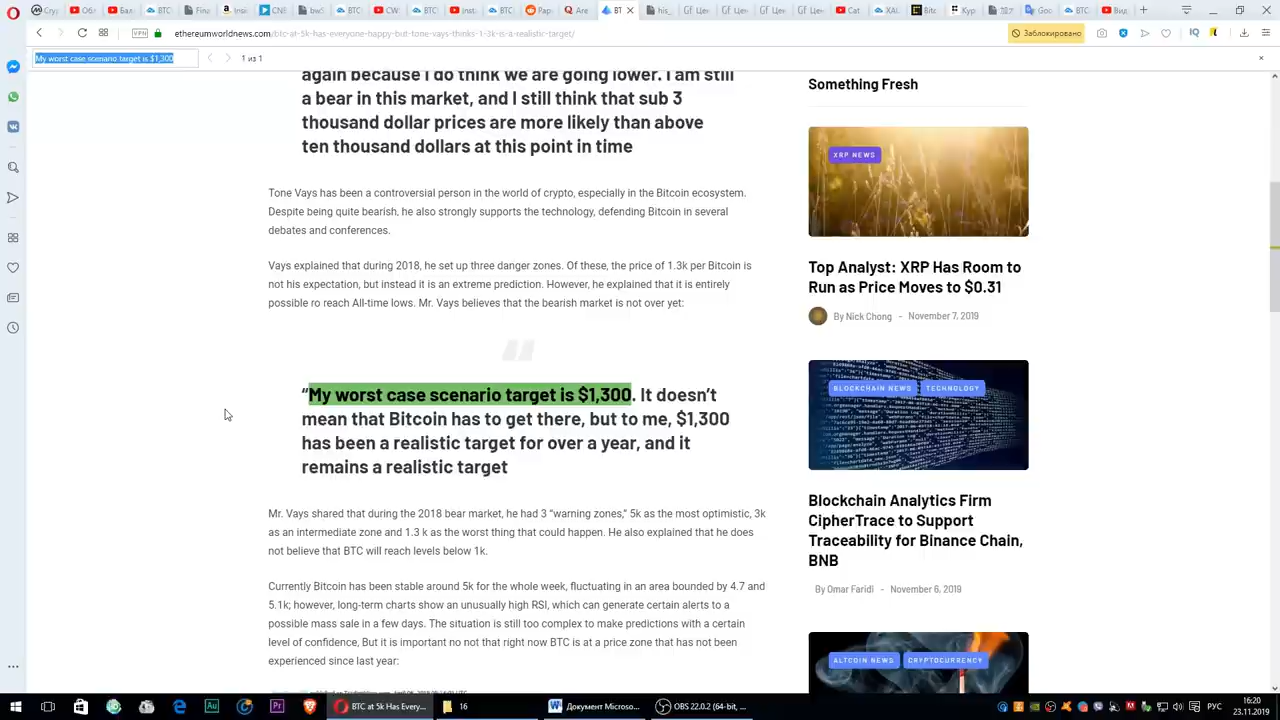 Crypt
Ton
insta
Bitc
BTC
Bitc
Bitc
Prep
Are
BT
his_
Bitc
Ver
Gre
Bitc
bitc
Kyp
Bitc
VPN
ethereumworldnews.com/btc-at-5k-has-everyone-happy-but-tone-vays-thinks-1-3k-is-a-realistic-target/
Заблокировано
My worst case scenario target is $1,300
1 из 1
again because I do think we are going lower. I am still
a bear in this market, and I still think that sub 3
thousand dollar prices are more likely than above
ten thousand dollars at this point in time
Tone Vays has been a controversial person in the world of crypto, especially in the Bitcoin ecosystem.
Despite being quite bearish, he also strongly supports the technology, defending Bitcoin in several
debates and conferences.
Vays explained that during 2018, he set up three danger zones. Of these, the price of 1.3k per Bitcoin is
not his expectation, but instead it is an extreme prediction. However, he explained that it is entirely
possible ro reach All-time lows. Mr. Vays believes that the bearish market is not over yet:
“My worst case scenario target is $1,300. It doesn’t
mean that Bitcoin has to get there, but to me, $1,300
has been a realistic target for over a year, and it
remains a realistic target
Mr. Vays shared that during the 2018 bear market, he had 3 “warning zones,” 5k as the most optimistic, 3k
as an intermediate zone and 1.3 k as the worst thing that could happen. He also explained that he does
not believe that BTC will reach levels below 1k.
Currently Bitcoin has been stable around 5k for the whole week, fluctuating in an area bounded by 4.7 and
5.1k; however, long-term charts show an unusually high RSI, which can generate certain alerts to a
possible mass sale in a few days. The situation is still too complex to make predictions with a certain
level of confidence, But it is important no not that right now BTC is at a price zone that has not been
experienced since last year:
Something Fresh
XRP NEWS
Top Analyst: XRP Has Room to
Run as Price Moves to $0.31
By Nick Chong - November 7, 2019
BLOCKCHAIN NEWS
TECHNOLOGY
Blockchain Analytics Firm
CipherTrace to Support
Traceability for Binance Chain,
BNB
By Omar Faridi - November 6, 2019
ALTCOIN NEWS
CRYPTOCURRENCY
BTC at 5k Has Every...
16
Документ Microso...
OBS 22.0.2 (64-bit, ...
РУС
16:20
23.11.2019